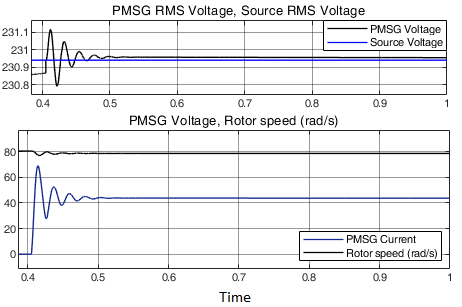 PMSG RMS Voltage, Source RMS Voltage
231.1
231
230.9
230.8
PMSG Voltage
Source Voltage
0.4 0.5 0.6 0.7 0.8 0.9 1
PMSG Voltage, Rotor speed (rad/s)
80
60
40
20
0
PMSG Current
Rotor speed (rad/s)
0.4 0.5 0.6 0.7 0.8 0.9 1
Time